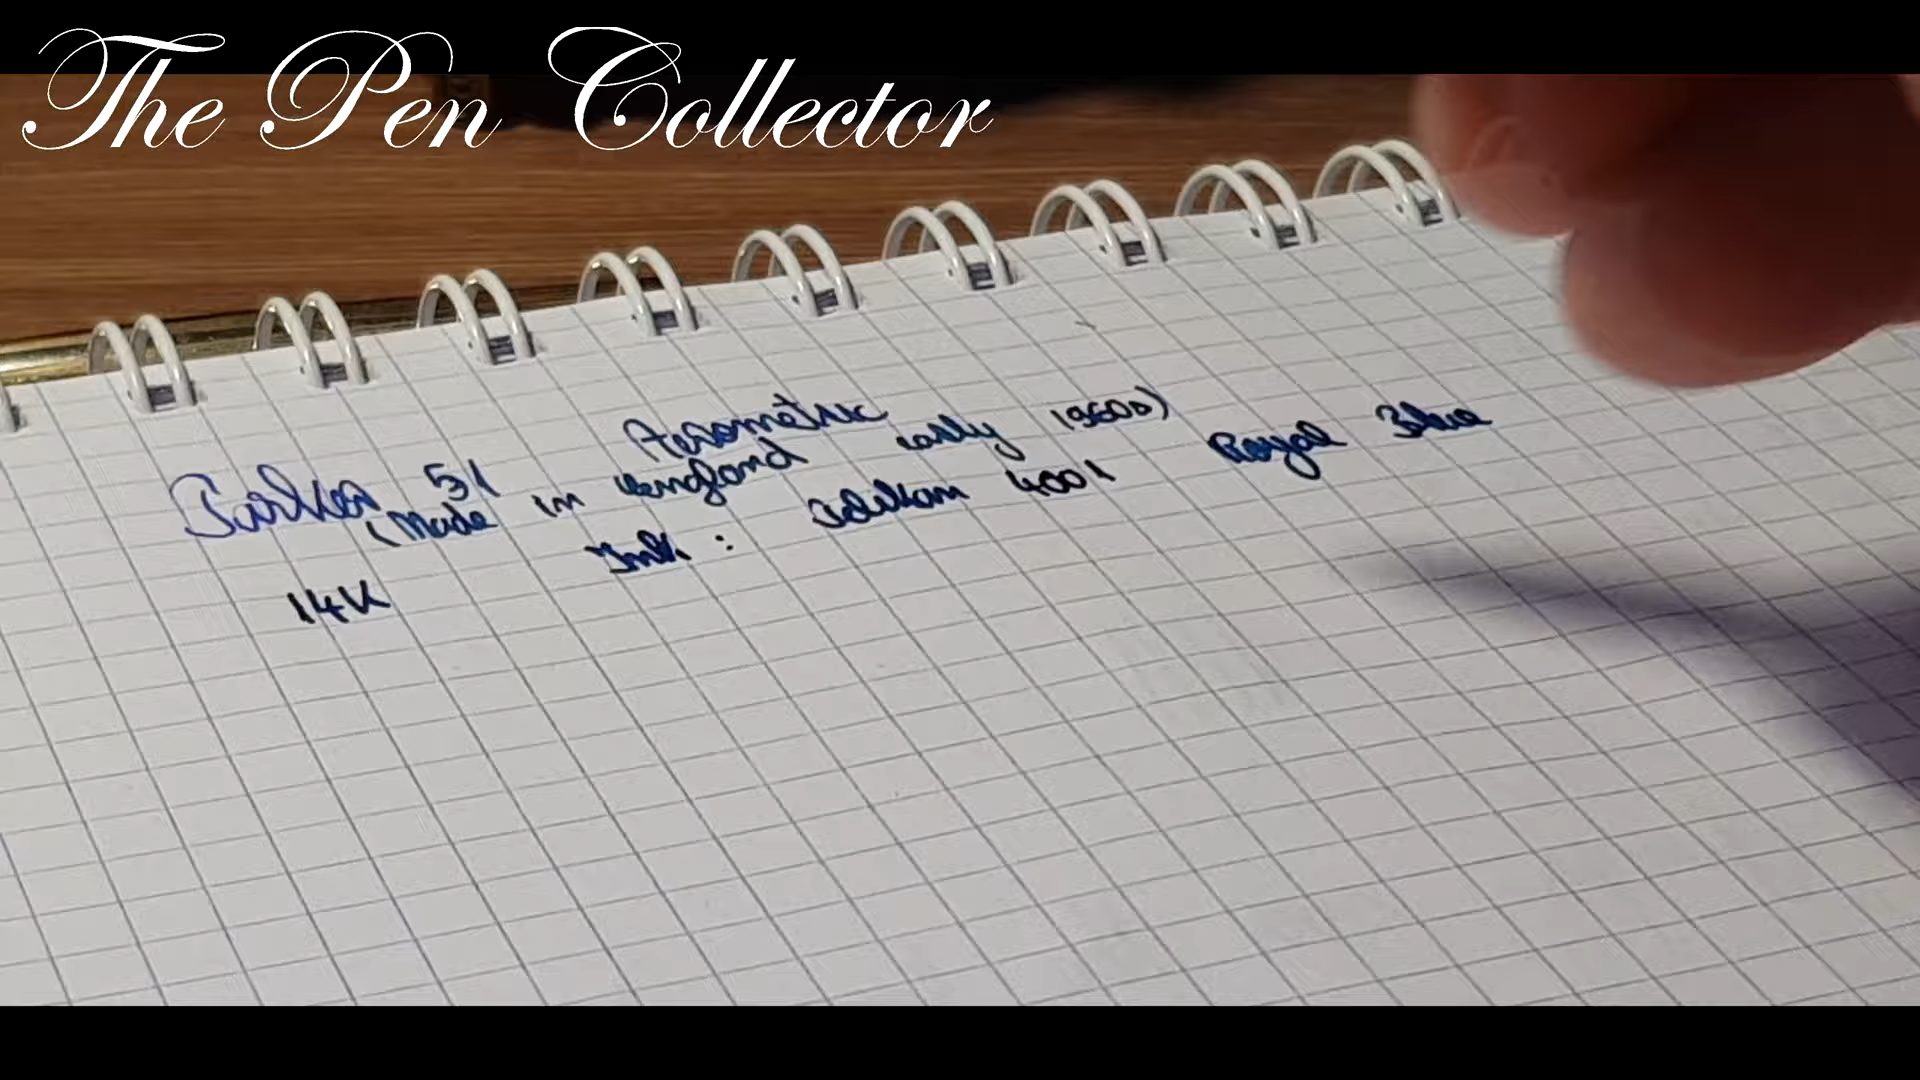 The Pen Collector
Parker 51 Aerometric
(Made in England early 1960s)
Ink : Pelikan 4001 Royal Blue
14K